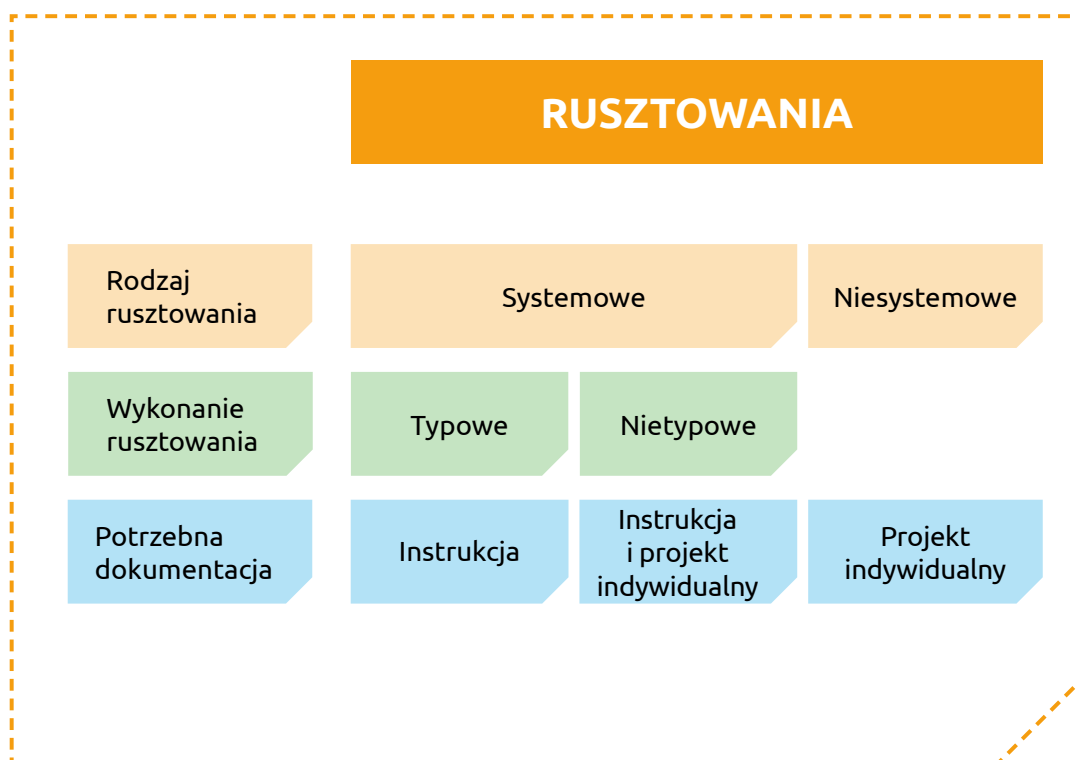 RUSZTOWANIA
Rodzaj
rusztowania
Systemowe
Niesystemowe
Wykonanie
rusztowania
Typowe
Nietypowe
Potrzebna
dokumentacja
Instrukcja
Instrukcja
i projekt
indywidualny
Projekt
indywidualny